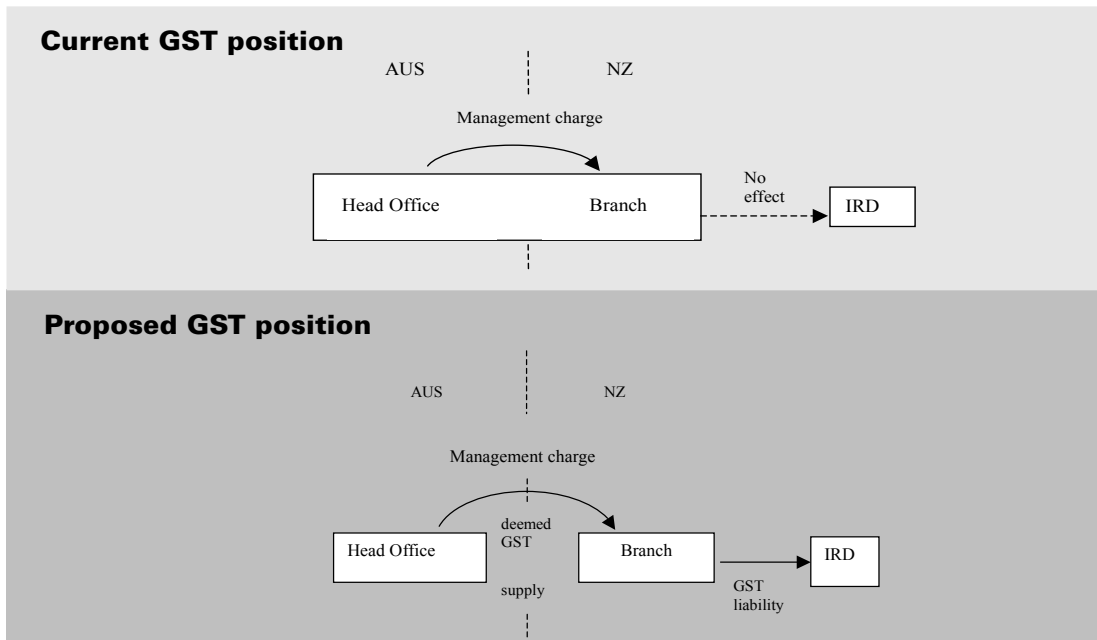 Current GST position
AUS
NZ
Management charge
Head Office
Branch
No
effect
IRD
Proposed GST position
AUS
NZ
Management charge
Head Office
deemed
GST
supply
Branch
GST
liability
IRD